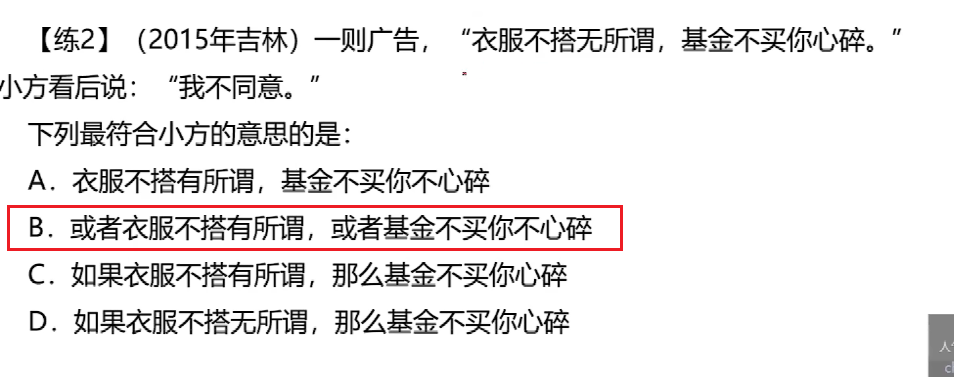 【练2】（2015年吉林）一则广告，“衣服不搭无所谓，基金不买你心碎。”
小方看后说：“我不同意。”
下列最符合小方的意思的是：
A．衣服不搭有所谓，基金不买你不心碎
B．或者衣服不搭有所谓，或者基金不买你不心碎
C．如果衣服不搭有所谓，那么基金不买你心碎
D．如果衣服不搭无所谓，那么基金不买你心碎